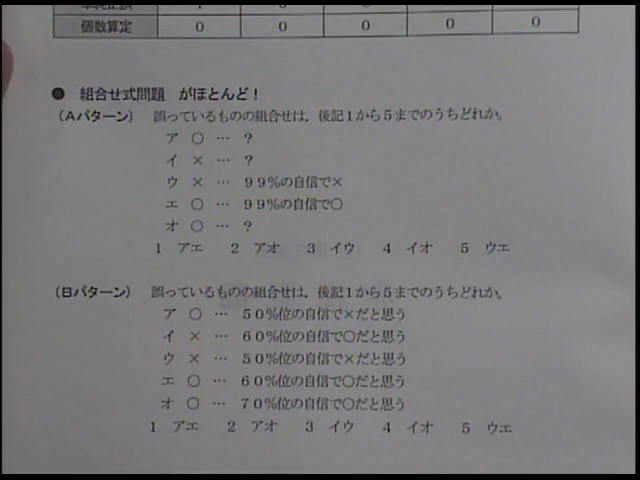 個数算定 0 0 0 0 0
● 組合せ式問題 がほとんど！
（Aパターン） 誤っているものの組合せは，後記１から５までのうちどれか。
ア ○ … ？
イ × … ？
ウ × … ９９％の自信で×
エ ○ … ９９％の自信で○
オ ○ … ？
1 アエ 2 アオ 3 イウ 4 イオ 5 ウエ
（Bパターン） 誤っているものの組合せは，後記１から５までのうちどれか。
ア ○ … ５０％位の自信で×だと思う
イ × … ６０％位の自信で○だと思う
ウ × … ５０％位の自信で×だと思う
エ ○ … ６０％位の自信で○だと思う
オ ○ … ７０％位の自信で○だと思う
1 アエ 2 アオ 3 イウ 4 イオ 5 ウエ